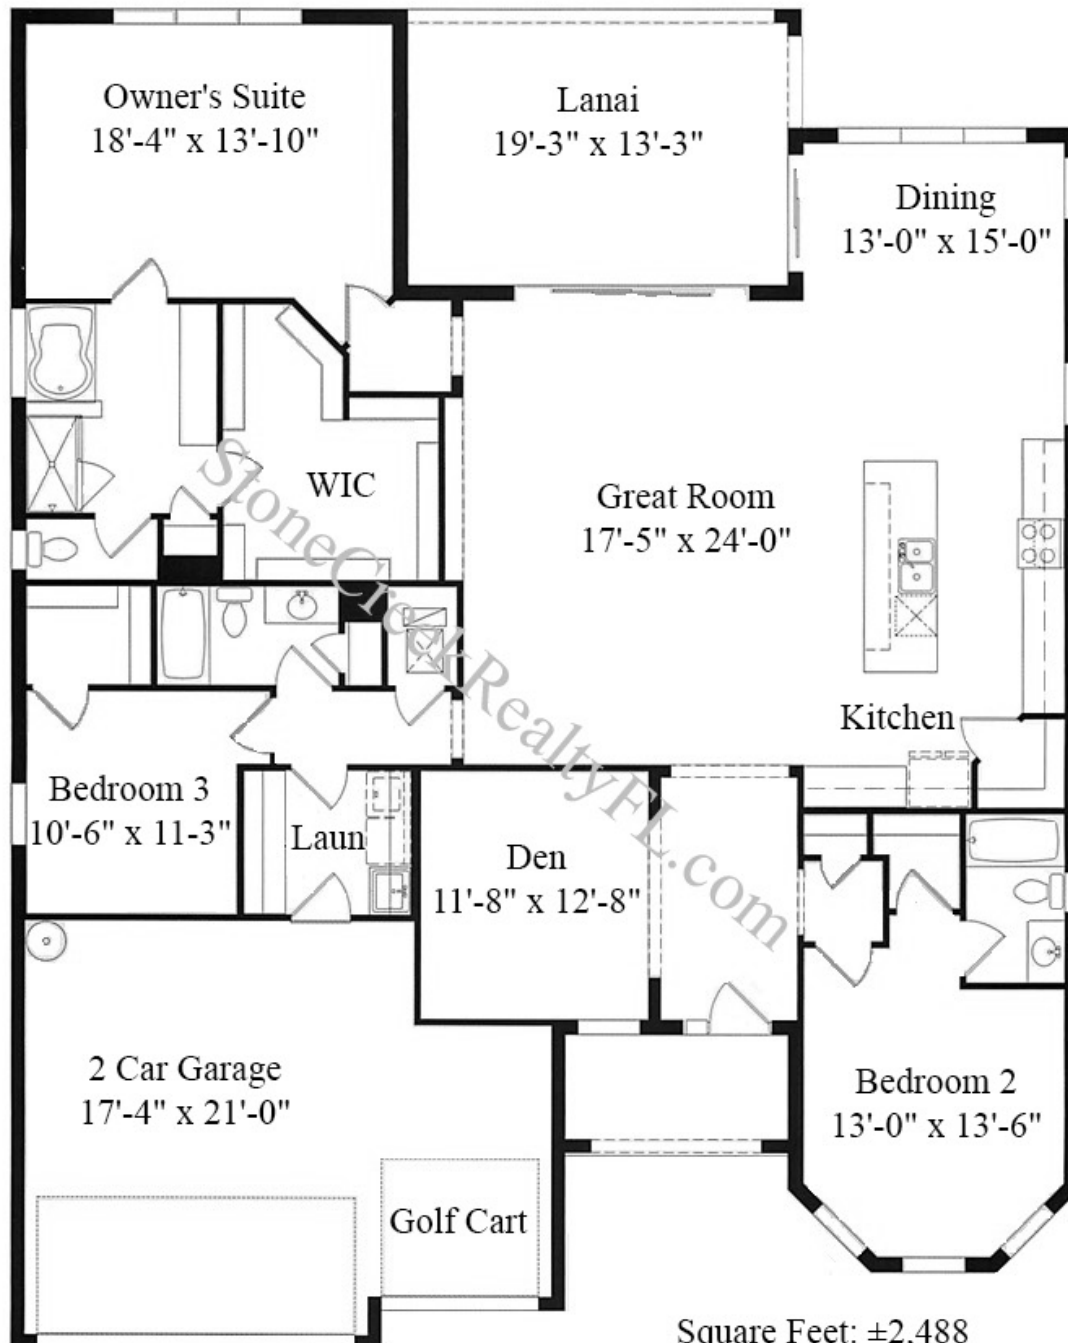 Owner's Suite
18'-4" x 13'-10"
Lanai
19'-3" x 13'-3"
Dining
13'-0" x 15'-0"
WIC
Great Room
17'-5" x 24'-0"
StoneCreekRealtyFL.com
Kitchen
Bedroom 3
10'-6" x 11-3"
Laun
Den
11'-8" x 12'-8"
2 Car Garage
17'-4" x 21'-0"
Bedroom 2
13'-0" x 13'-6"
Golf Cart
Square Feet: ±2,488